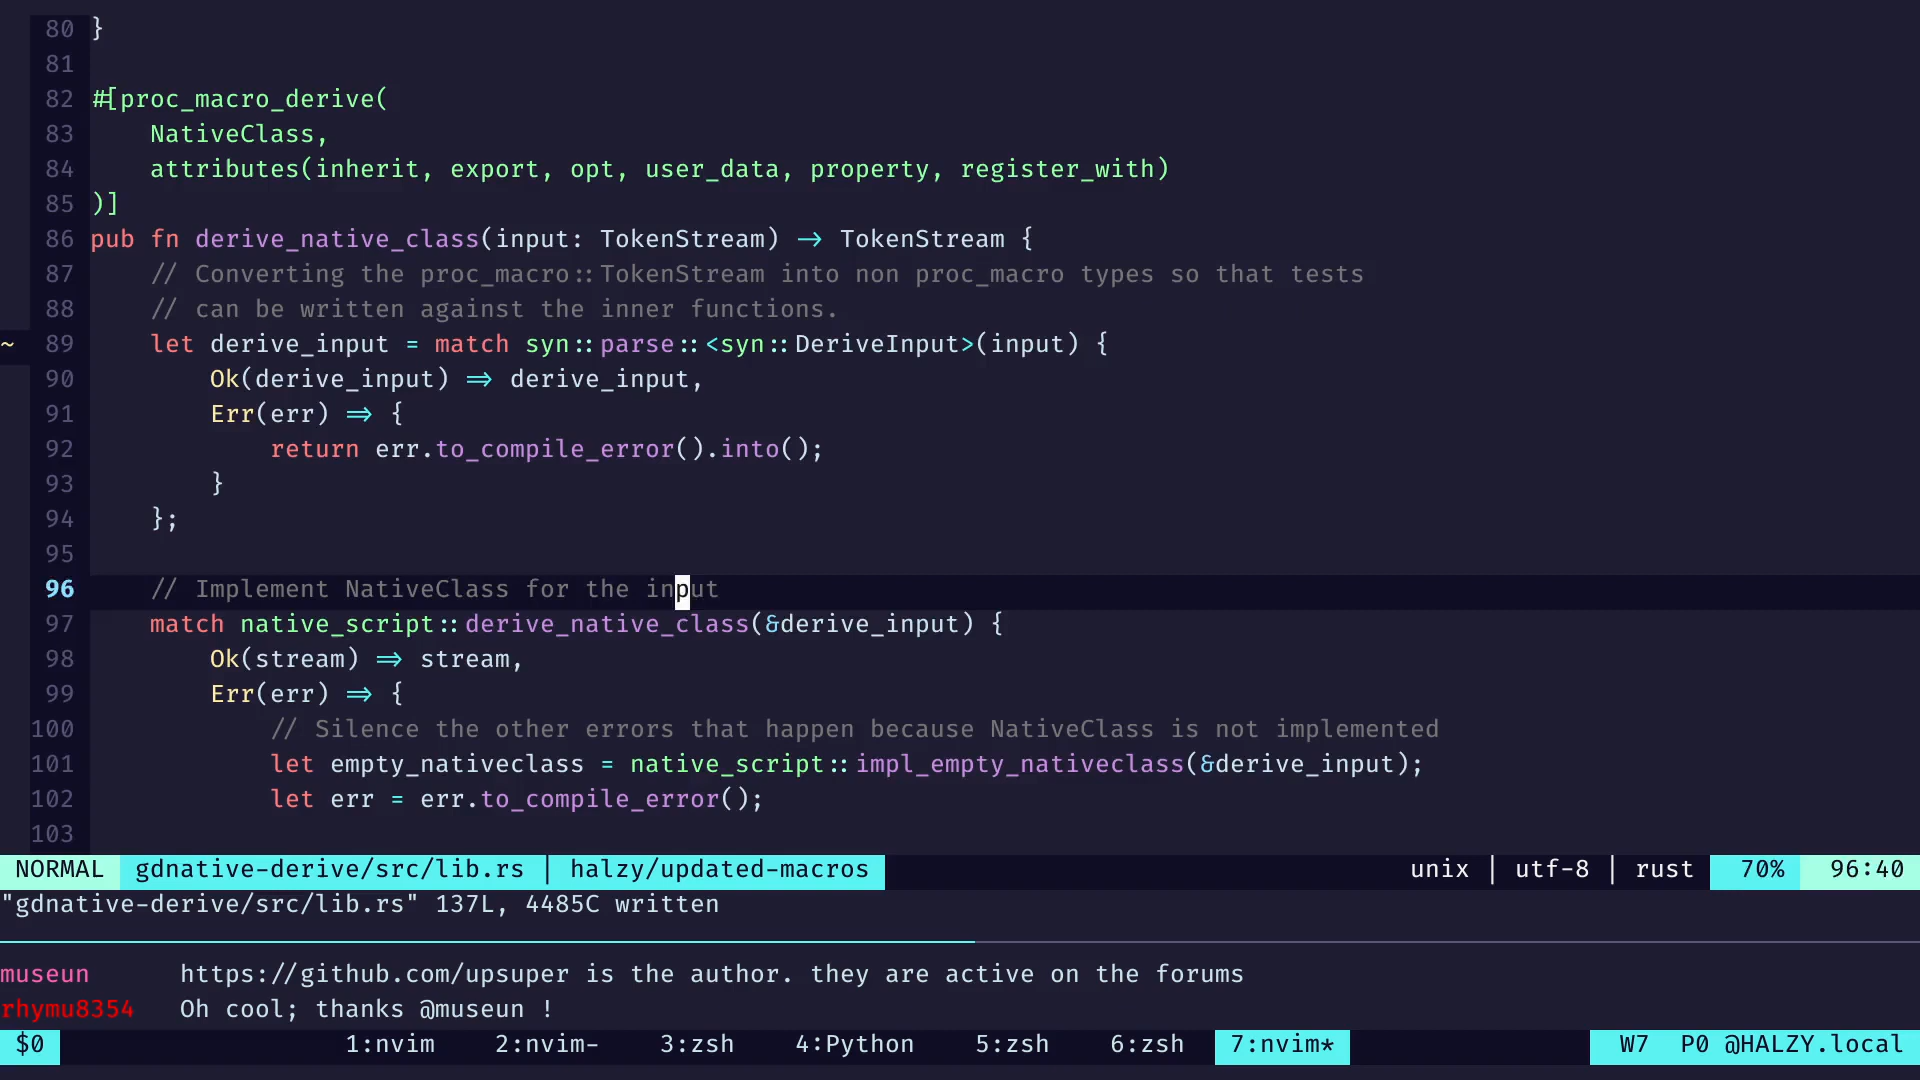 80 }
81
82 #[proc_macro_derive(
83     NativeClass,
84     attributes(inherit, export, opt, user_data, property, register_with)
85 )]
86 pub fn derive_native_class(input: TokenStream) -> TokenStream {
87     // Converting the proc_macro::TokenStream into non proc_macro types so that tests
88     // can be written against the inner functions.
~ 89     let derive_input = match syn::parse::<syn::DeriveInput>(input) {
90         Ok(derive_input) => derive_input,
91         Err(err) => {
92             return err.to_compile_error().into();
93         }
94     };
95
96     // Implement NativeClass for the input
97     match native_script::derive_native_class(&derive_input) {
98         Ok(stream) => stream,
99         Err(err) => {
100             // Silence the other errors that happen because NativeClass is not implemented
101             let empty_nativeclass = native_script::impl_empty_nativeclass(&derive_input);
102             let err = err.to_compile_error();
103
NORMAL gdnative-derive/src/lib.rs | halzy/updated-macros unix | utf-8 | rust 70% 96:40
"gdnative-derive/src/lib.rs" 137L, 4485C written
museun https://github.com/upsuper is the author. they are active on the forums
rhymu8354 Oh cool; thanks @museun !
$0 1:nvim 2:nvim- 3:zsh 4:Python 5:zsh 6:zsh 7:nvim* W7 P0 @HALZY.local